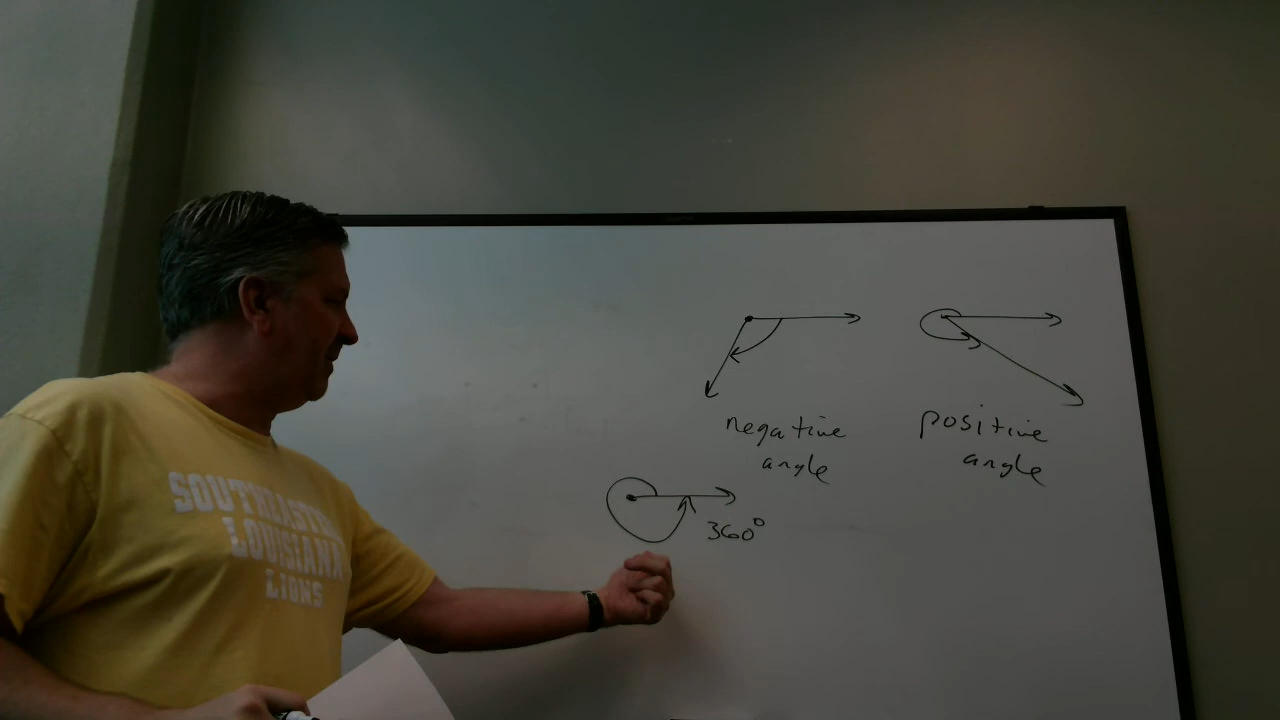 negative
angle
positive
angle
360°
SOUTHEASTERN
LOUISIANA
LIONS